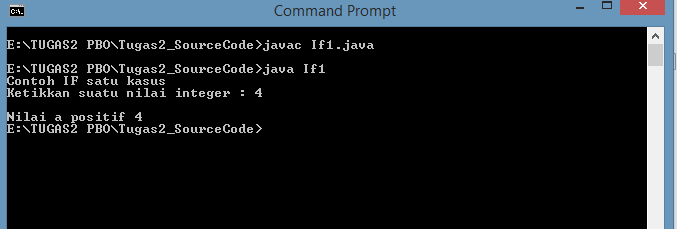 Command Prompt
E:\TUGAS2 PBO\Tugas2_SourceCode>javac If1.java
E:\TUGAS2 PBO\Tugas2_SourceCode>java If1
Contoh IF satu kasus
Ketikkan suatu nilai integer : 4
Nilai a positif 4
E:\TUGAS2 PBO\Tugas2_SourceCode>